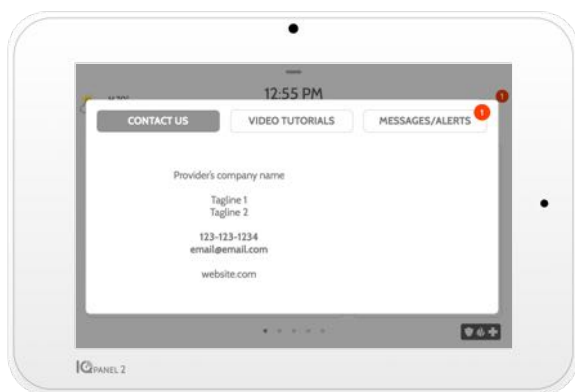 12:55 PM
1
CONTACT US
VIDEO TUTORIALS
MESSAGES/ALERTS
1
Provider's company name
Tagline 1
Tagline 2
123-123-1234
email@email.com
website.com
IQ PANEL 2